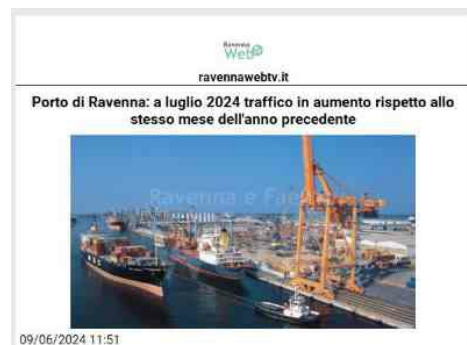 Ravenna
Web
ravennawebtv.it
Porto di Ravenna: a luglio 2024 traffico in aumento rispetto allo
stesso mese dell'anno precedente
Ravenna e Fae
09/06/2024 11:51